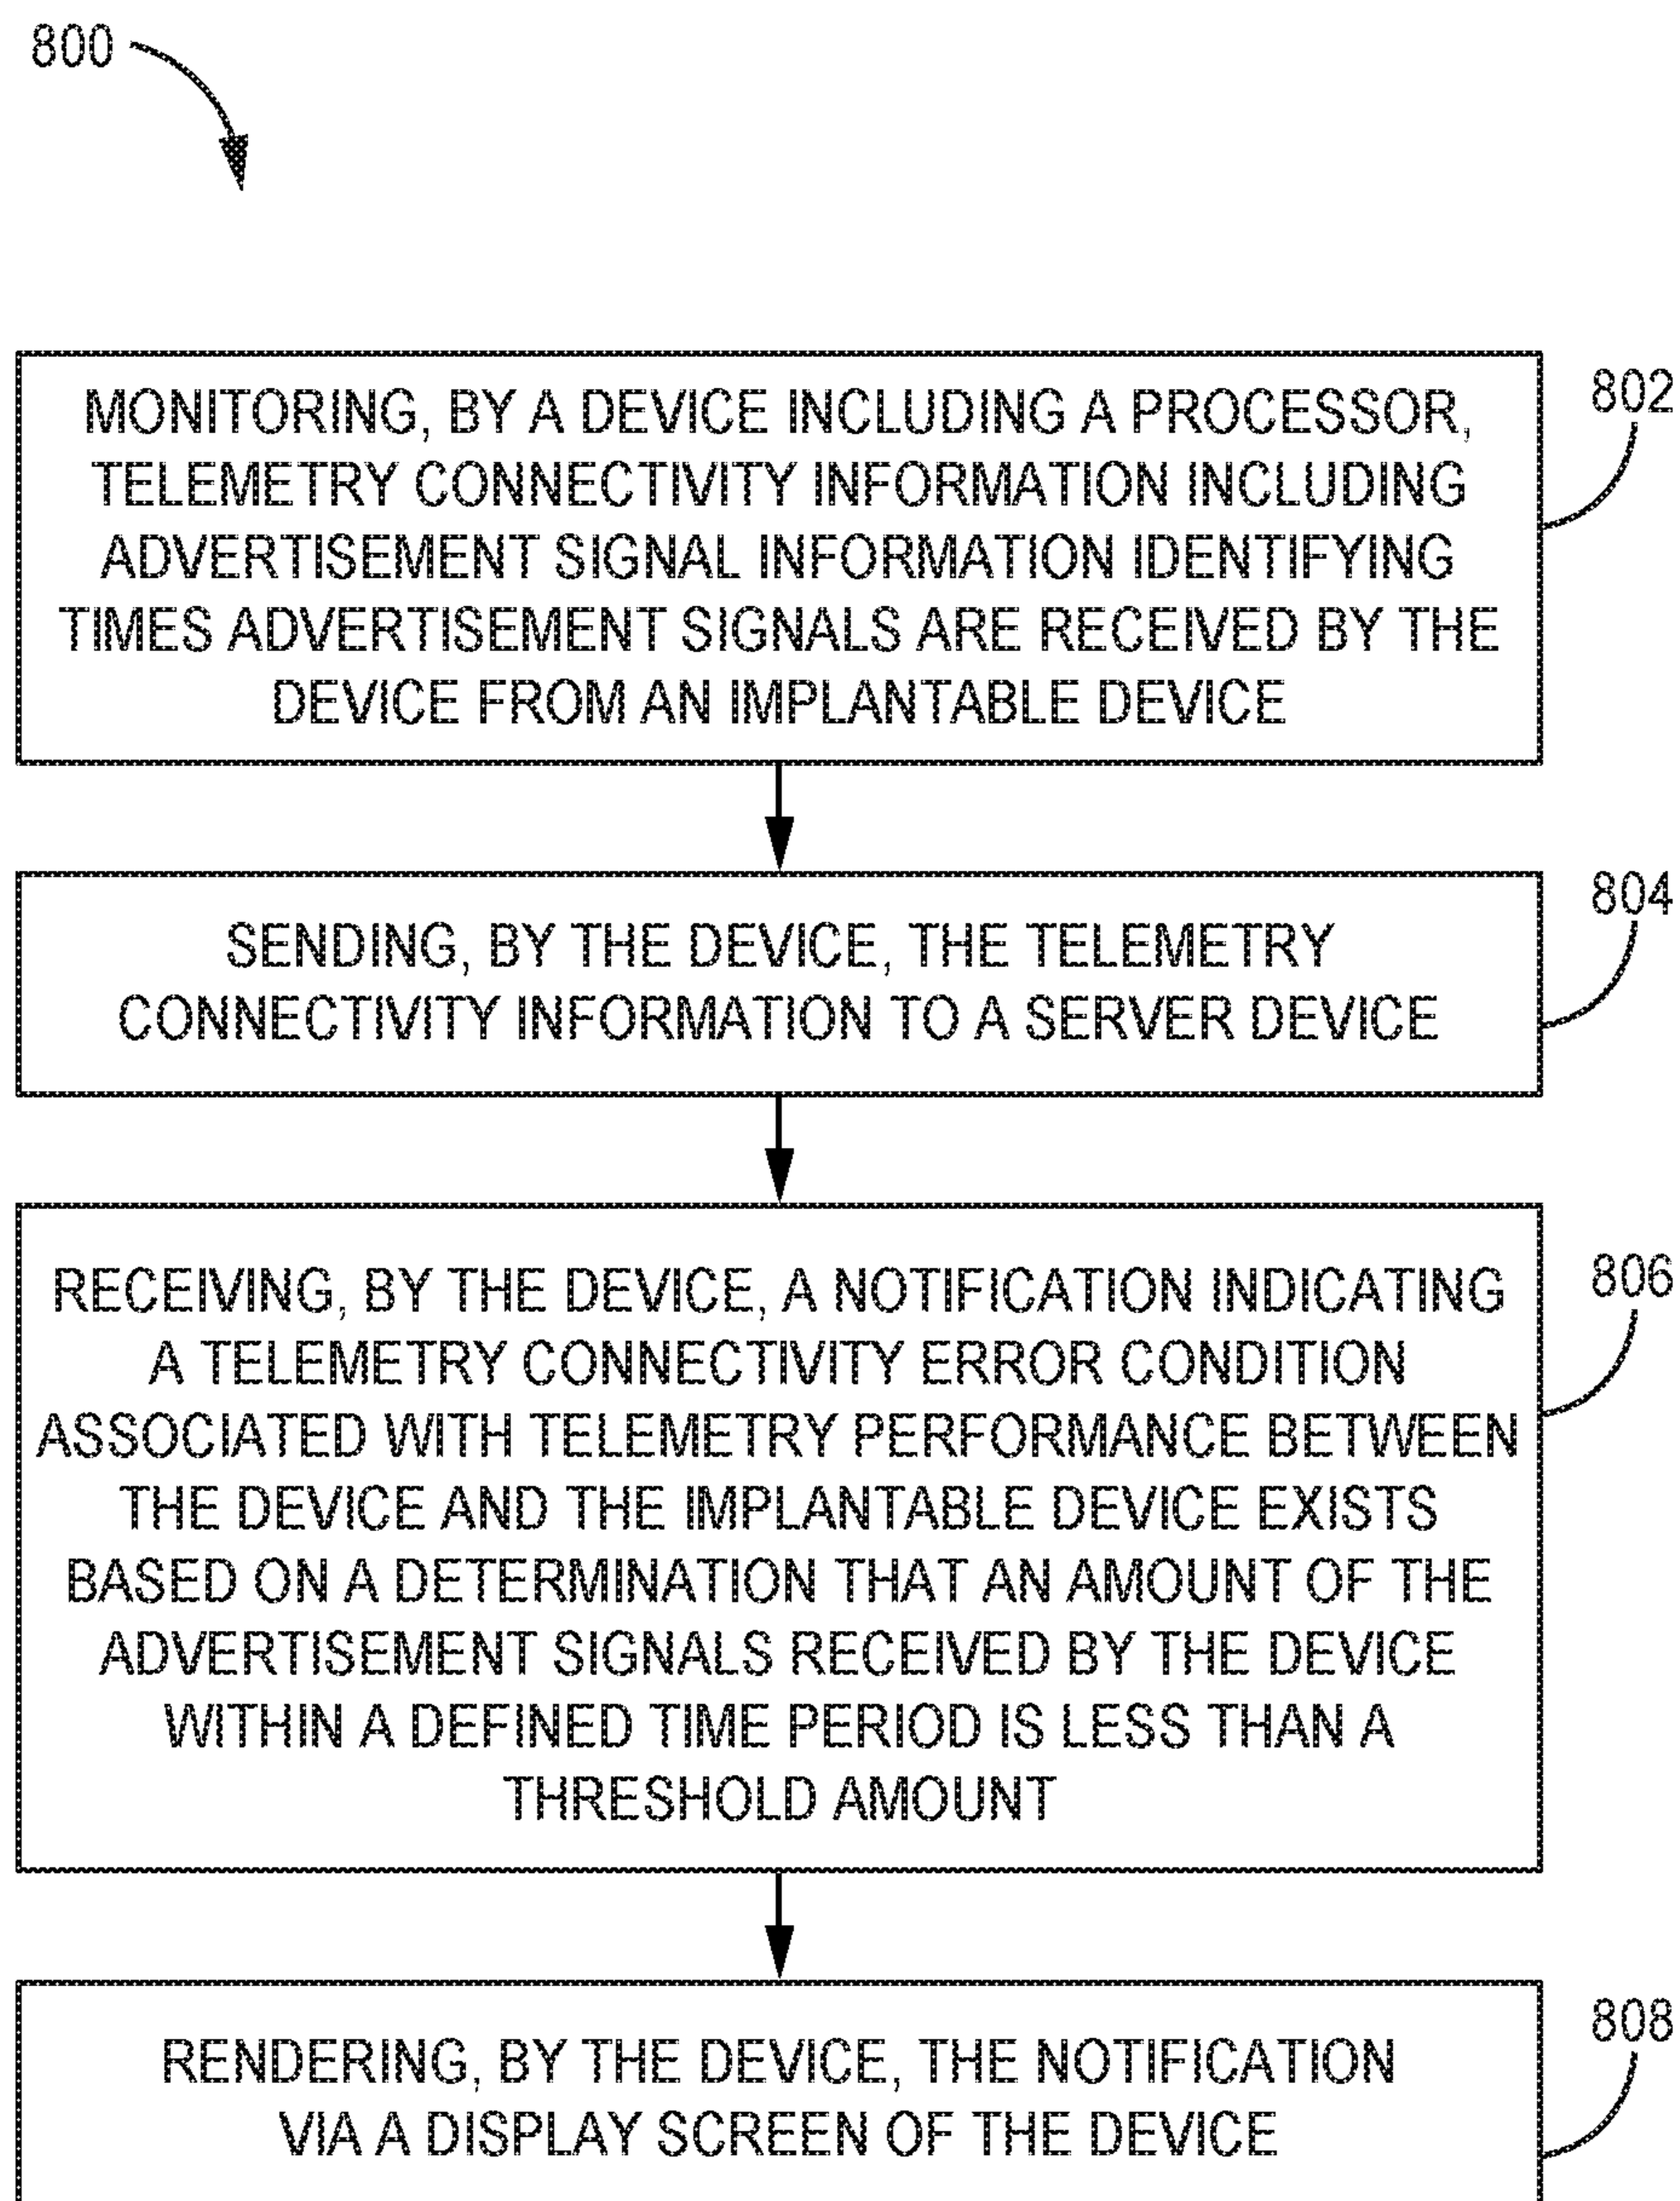 800
MONITORING, BY A DEVICE INCLUDING A PROCESSOR,
TELEMETRY CONNECTIVITY INFORMATION INCLUDING
ADVERTISEMENT SIGNAL INFORMATION IDENTIFYING
TIMES ADVERTISEMENT SIGNALS ARE RECEIVED BY THE
DEVICE FROM AN IMPLANTABLE DEVICE
802
SENDING, BY THE DEVICE, THE TELEMETRY
CONNECTIVITY INFORMATION TO A SERVER DEVICE
804
RECEIVING, BY THE DEVICE, A NOTIFICATION INDICATING
A TELEMETRY CONNECTIVITY ERROR CONDITION
ASSOCIATED WITH TELEMETRY PERFORMANCE BETWEEN
THE DEVICE AND THE IMPLANTABLE DEVICE EXISTS
BASED ON A DETERMINATION THAT AN AMOUNT OF THE
ADVERTISEMENT SIGNALS RECEIVED BY THE DEVICE
WITHIN A DEFINED TIME PERIOD IS LESS THAN A
THRESHOLD AMOUNT
806
RENDERING, BY THE DEVICE, THE NOTIFICATION
VIA A DISPLAY SCREEN OF THE DEVICE
808